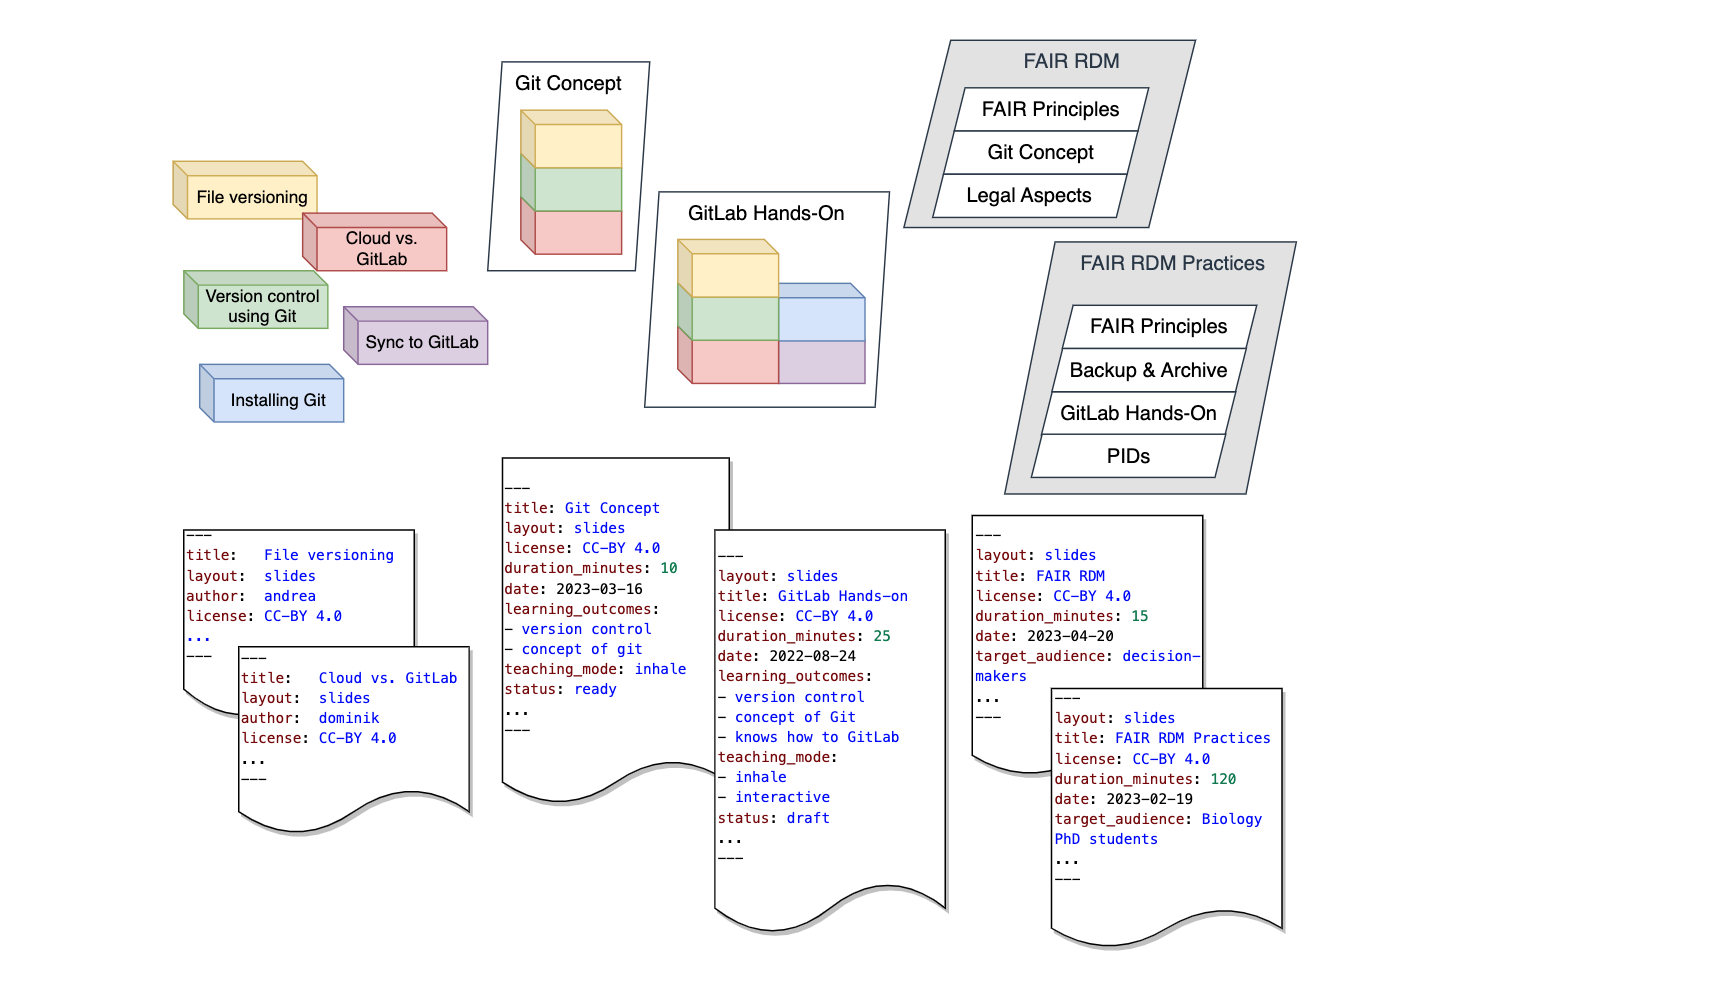 File versioning
Cloud vs.
GitLab
Version control
using Git
Sync to GitLab
Installing Git
Git Concept
GitLab Hands-On
FAIR RDM
FAIR Principles
Git Concept
Legal Aspects
FAIR RDM Practices
FAIR Principles
Backup & Archive
GitLab Hands-On
PIDs
---
title: File versioning
layout: slides
author: andrea
license: CC-BY 4.0
...
---
---
title: Cloud vs. GitLab
layout: slides
author: dominik
license: CC-BY 4.0
...
---
---
title: Git Concept
layout: slides
license: CC-BY 4.0
duration_minutes: 10
date: 2023-03-16
learning_outcomes:
- version control
- concept of git
teaching_mode: inhale
status: ready
...
---
---
layout: slides
title: GitLab Hands-on
license: CC-BY 4.0
duration_minutes: 25
date: 2022-08-24
learning_outcomes:
- version control
- concept of Git
- knows how to GitLab
teaching_mode:
- inhale
- interactive
status: draft
...
---
---
layout: slides
title: FAIR RDM
license: CC-BY 4.0
duration_minutes: 15
date: 2023-04-20
target_audience: decision-
makers
...
---
---
layout: slides
title: FAIR RDM Practices
license: CC-BY 4.0
duration_minutes: 120
date: 2023-02-19
target_audience: Biology
PhD students
...
---